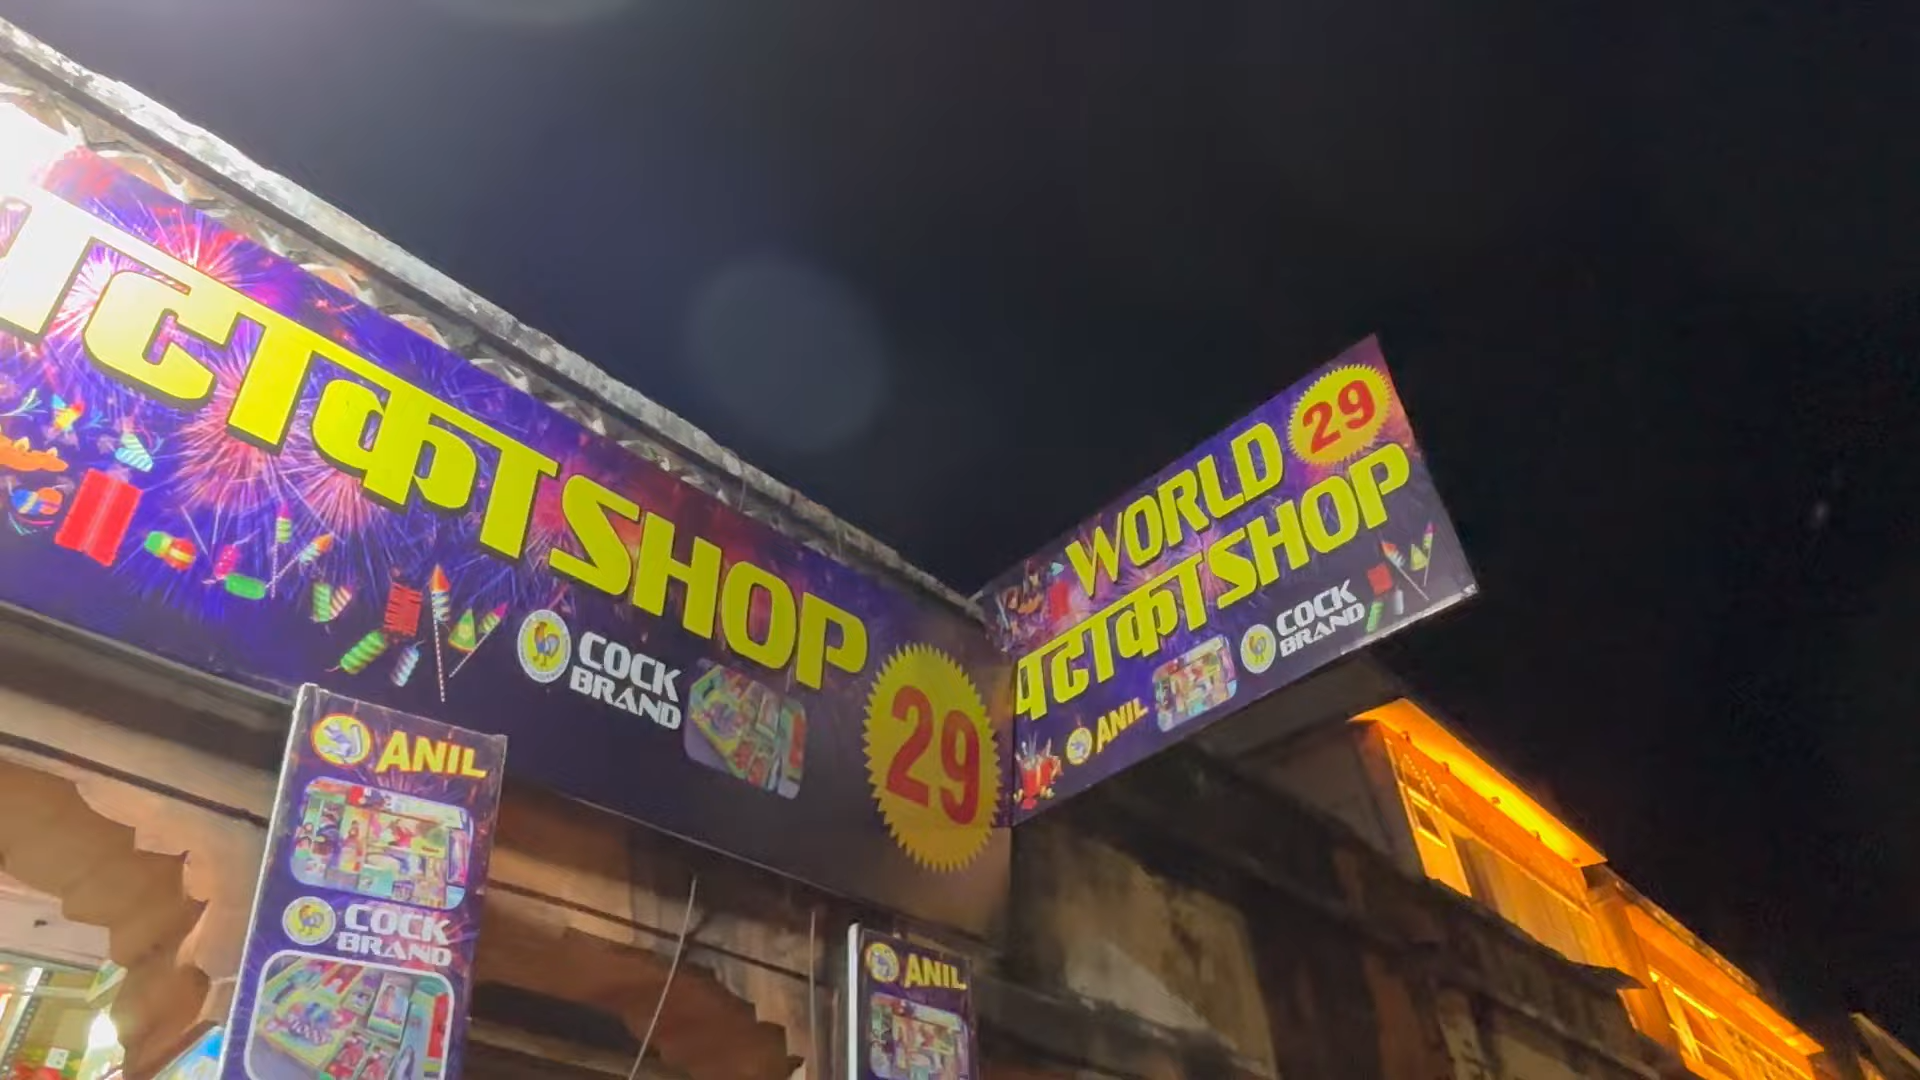 पटाका SHOP
COCK
BRAND
29
WORLD 29
पटाका SHOP
ANIL
COCK
BRAND
ANIL
COCK
BRAND
ANIL